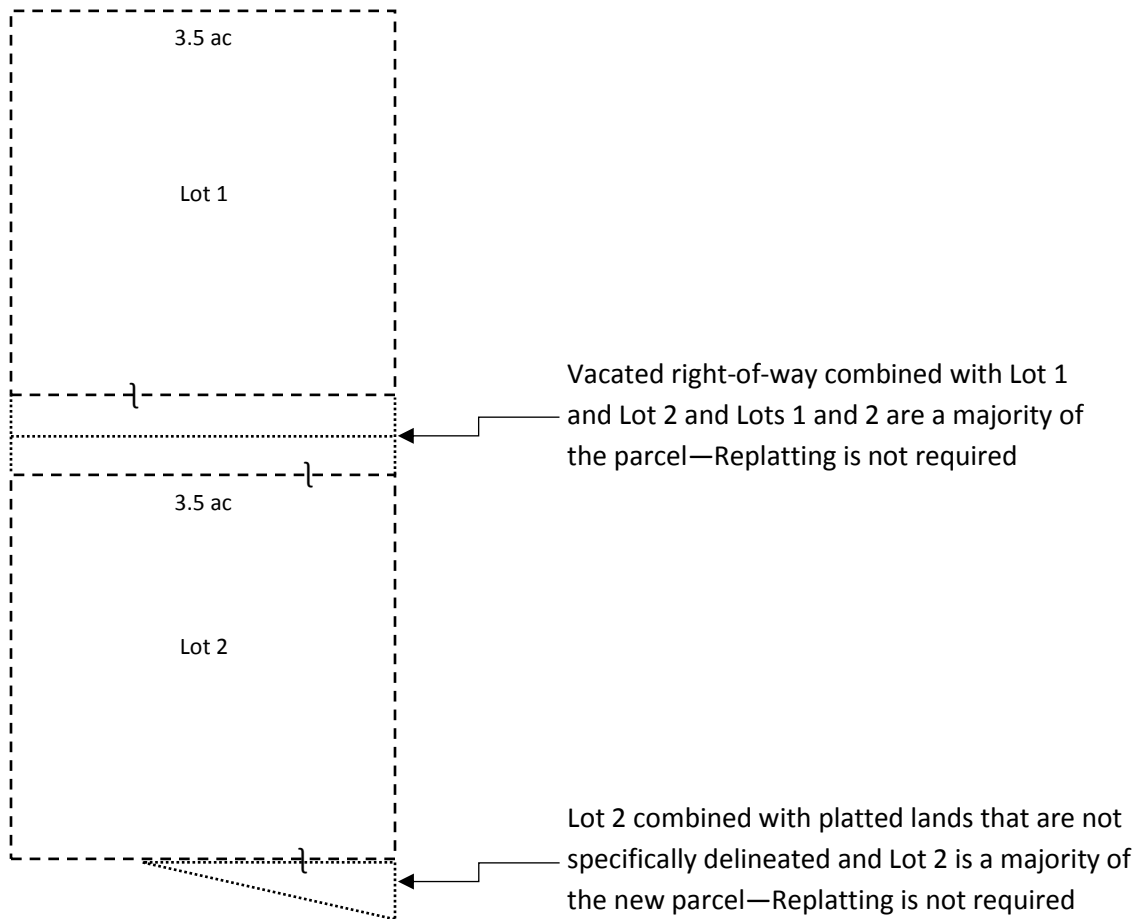 3.5 ac
Lot 1
Vacated right-of-way combined with Lot 1
and Lot 2 and Lots 1 and 2 are a majority of
the parcel—Replatting is not required
3.5 ac
Lot 2
Lot 2 combined with platted lands that are not
specifically delineated and Lot 2 is a majority of
the new parcel—Replatting is not required